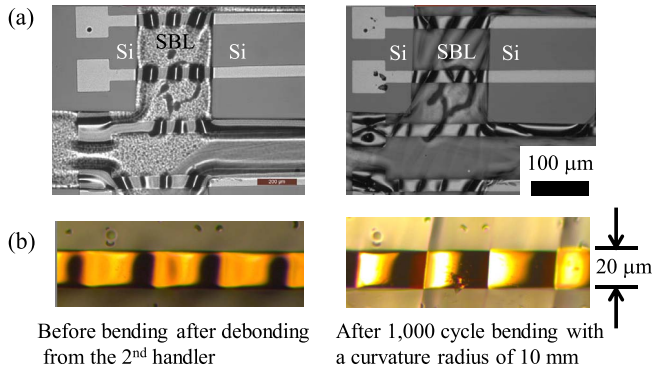 (a)
Si
SBL
Si
200 μm
Si
SBL
Si
100 μm
(b)
20 μm
Before bending after debonding
from the 2nd handler
After 1,000 cycle bending with
a curvature radius of 10 mm